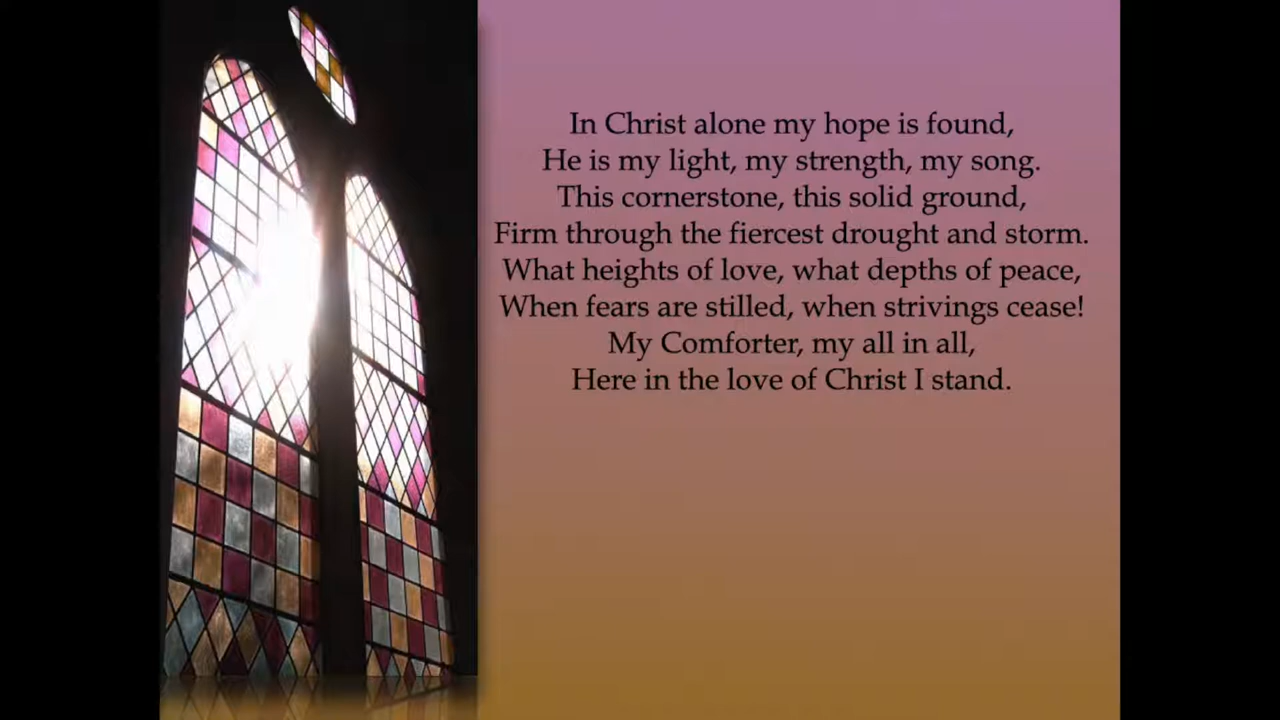 In Christ alone my hope is found,
He is my light, my strength, my song.
This cornerstone, this solid ground,
Firm through the fiercest drought and storm.
What heights of love, what depths of peace,
When fears are stilled, when strivings cease!
My Comforter, my all in all,
Here in the love of Christ I stand.